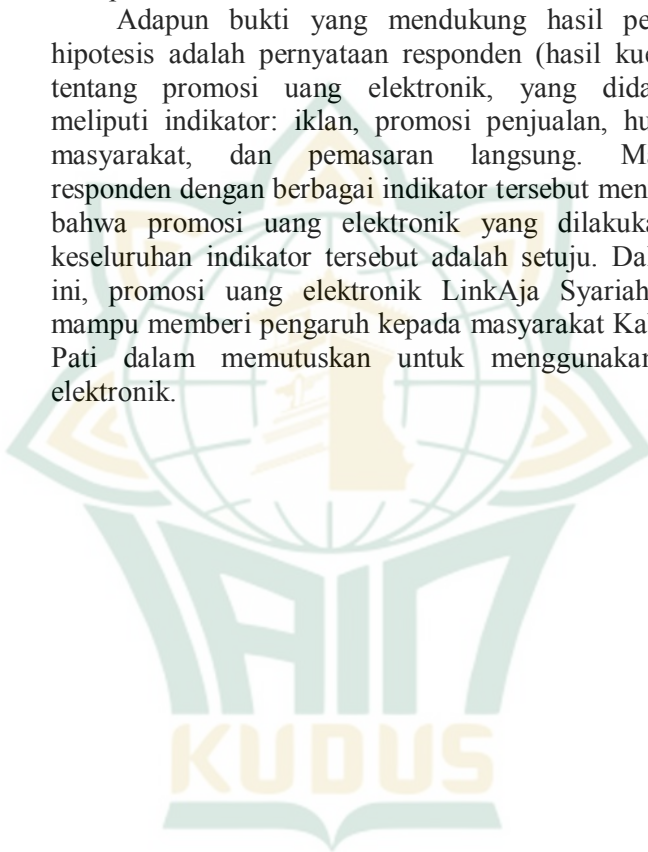 Adapun bukti yang mendukung hasil pe
hipotesis adalah pernyataan responden (hasil kuc
tentang promosi uang elektronik, yang dida
meliputi indikator: iklan, promosi penjualan, hu
masyarakat, dan pemasaran langsung. Ma
responden dengan berbagai indikator tersebut men
bahwa promosi uang elektronik yang dilakuka
keseluruhan indikator tersebut adalah setuju. Dal
ini, promosi uang elektronik LinkAja Syariah
mampu memberi pengaruh kepada masyarakat Kab
Pati dalam memutuskan untuk menggunakan
elektronik.
IAIN
KUDUS